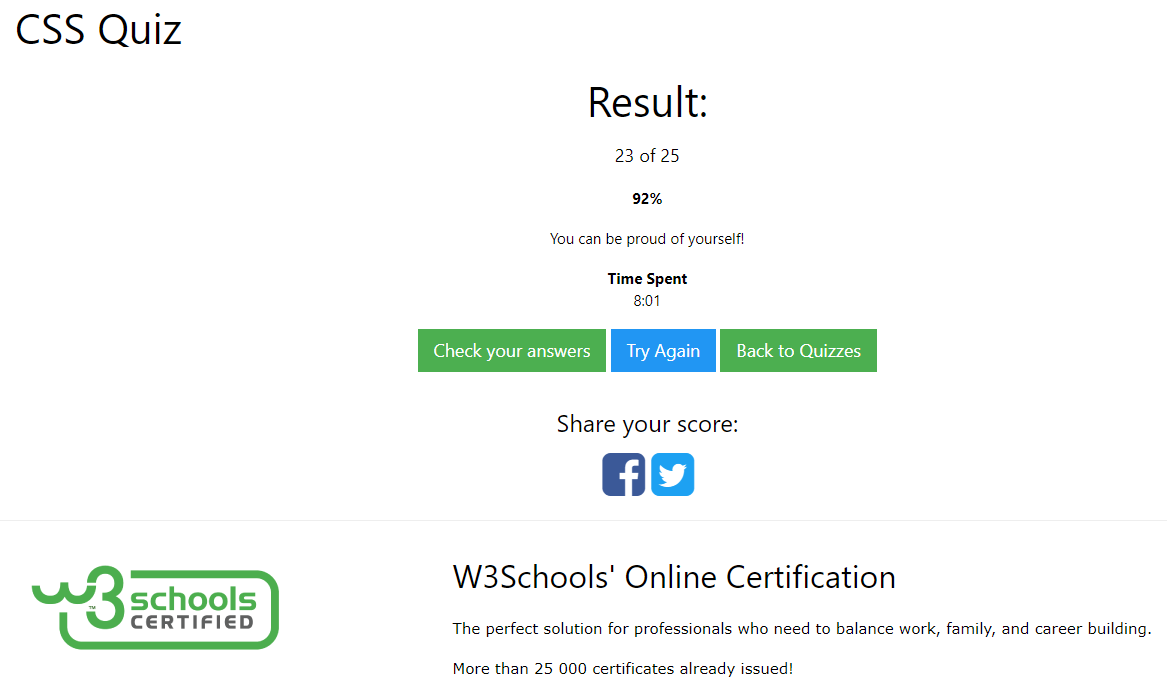 CSS Quiz
Result:
23 of 25
92%
You can be proud of yourself!
Time Spent
8:01
Check your answers Try Again Back to Quizzes
Share your score:
w3schools™
CERTIFIED
W3Schools' Online Certification
The perfect solution for professionals who need to balance work, family, and career building.
More than 25 000 certificates already issued!